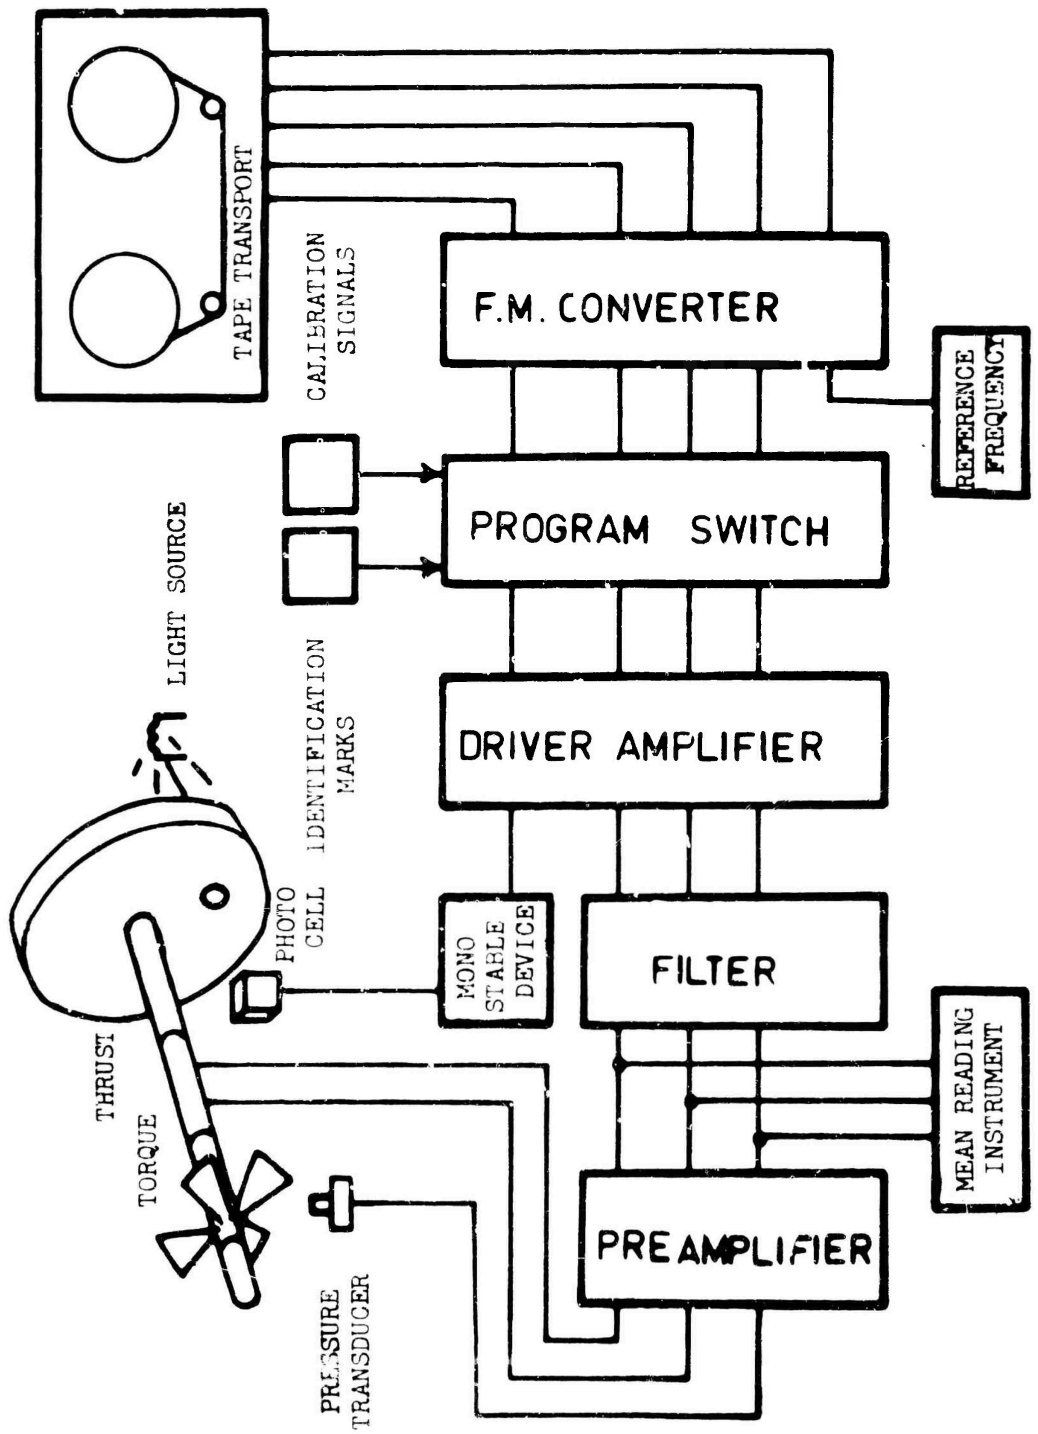 TAPE TRANSPORT
CALIBRATION
SIGNALS
F.M. CONVERTER
REFERENCE
FREQUENCY
LIGHT SOURCE
PROGRAM SWITCH
IDENTIFICATION
MARKS
DRIVER AMPLIFIER
PHOTO
CELL
MONO
STABLE
DEVICE
FILTER
THRUST
TORQUE
MEAN READING
INSTRUMENT
PREAMPLIFIER
PRESSURE
TRANSDUCER